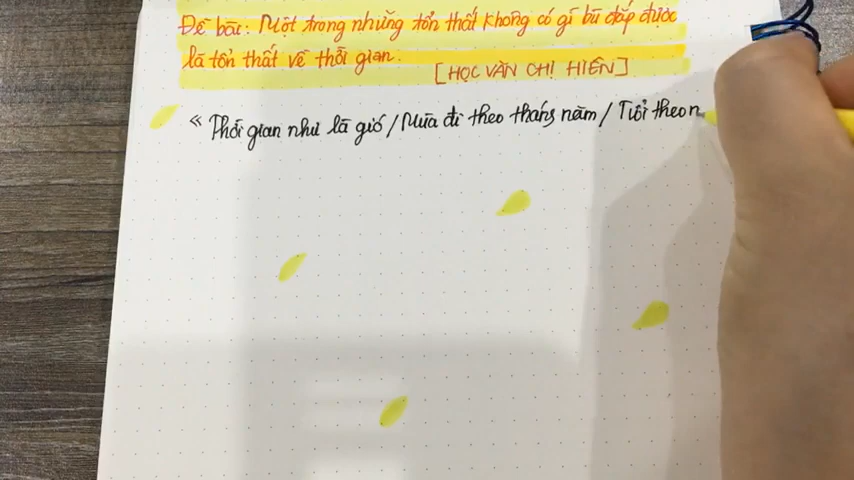 Đề bài: Một trong những tổn thất không có gì bù đắp được
là tổn thất về thời gian.
[HỌC VĂN CHỊ HIÊN]
“ Thời gian như là gió / Mùa đi theo tháng năm / Tuổi theo n